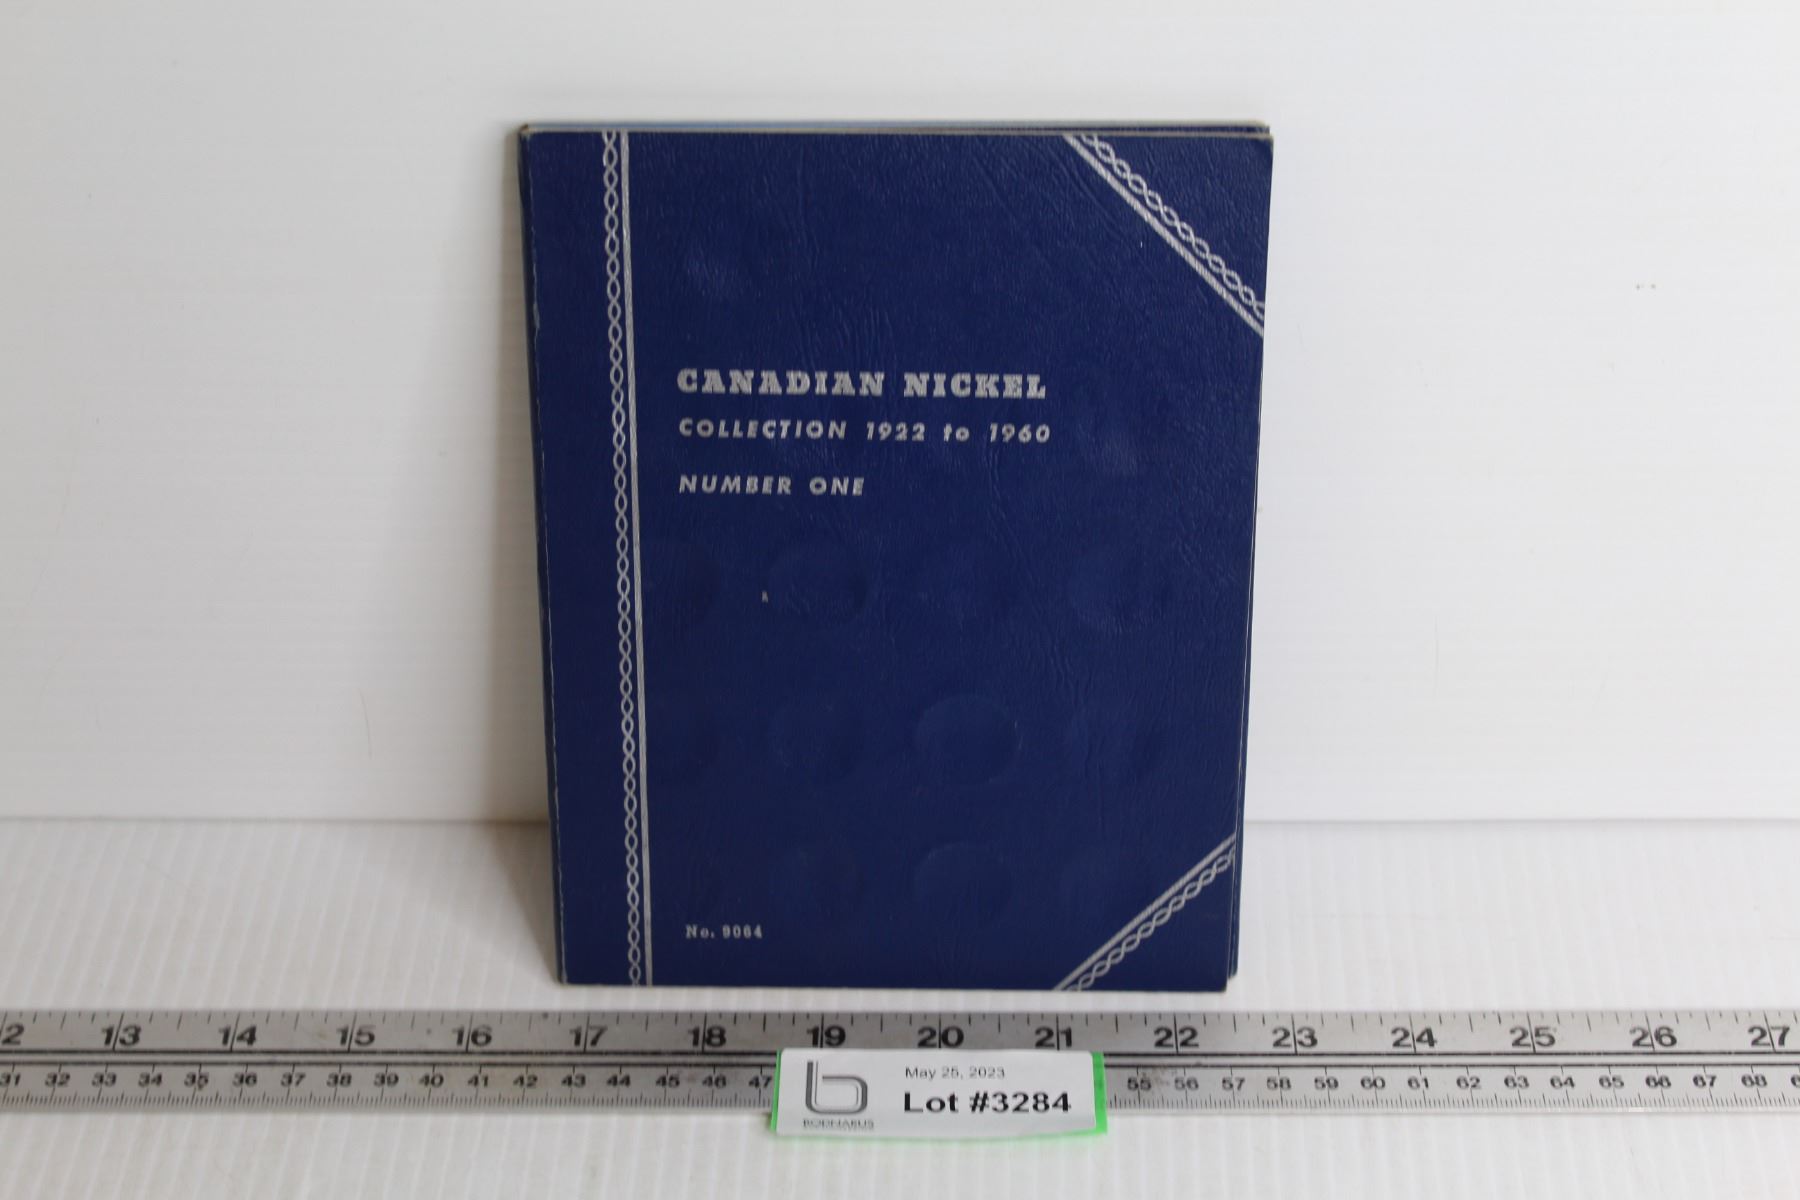 CANADIAN NICKEL
COLLECTION 1922 to 1960
NUMBER ONE
No. 9064
2 13 14 15 16 17 18 19 20 21 22 23 24 25 26 27
31 32 33 34 35 36 37 38 39 40 41 42 43 44 45 46 47 55 56 57 58 59 60 61 62 63 64 65 66 67 68
May 25, 2023
Lot #3284
BODNARUS